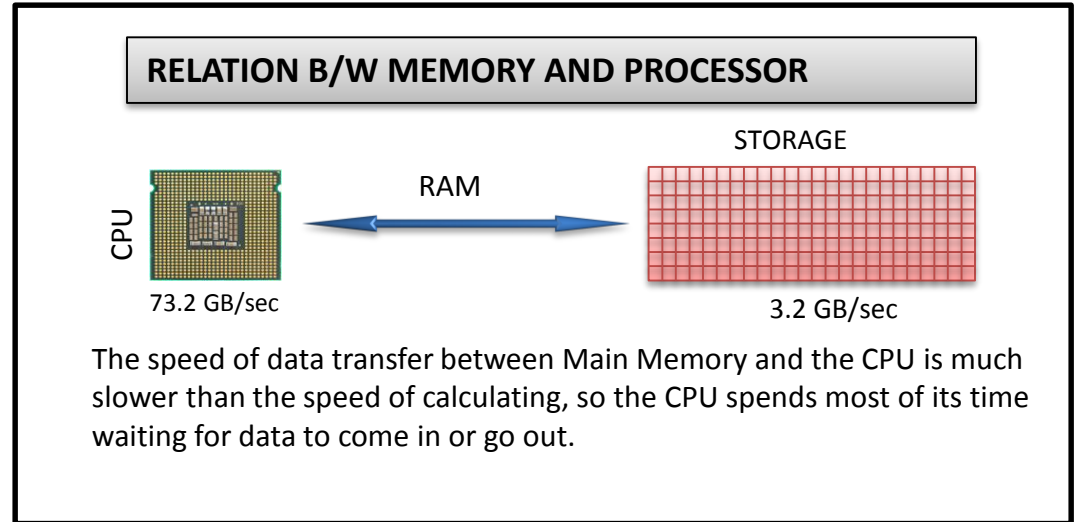 RELATION B/W MEMORY AND PROCESSOR
STORAGE
RAM
CPU
73.2 GB/sec
3.2 GB/sec
The speed of data transfer between Main Memory and the CPU is much
slower than the speed of calculating, so the CPU spends most of its time
waiting for data to come in or go out.